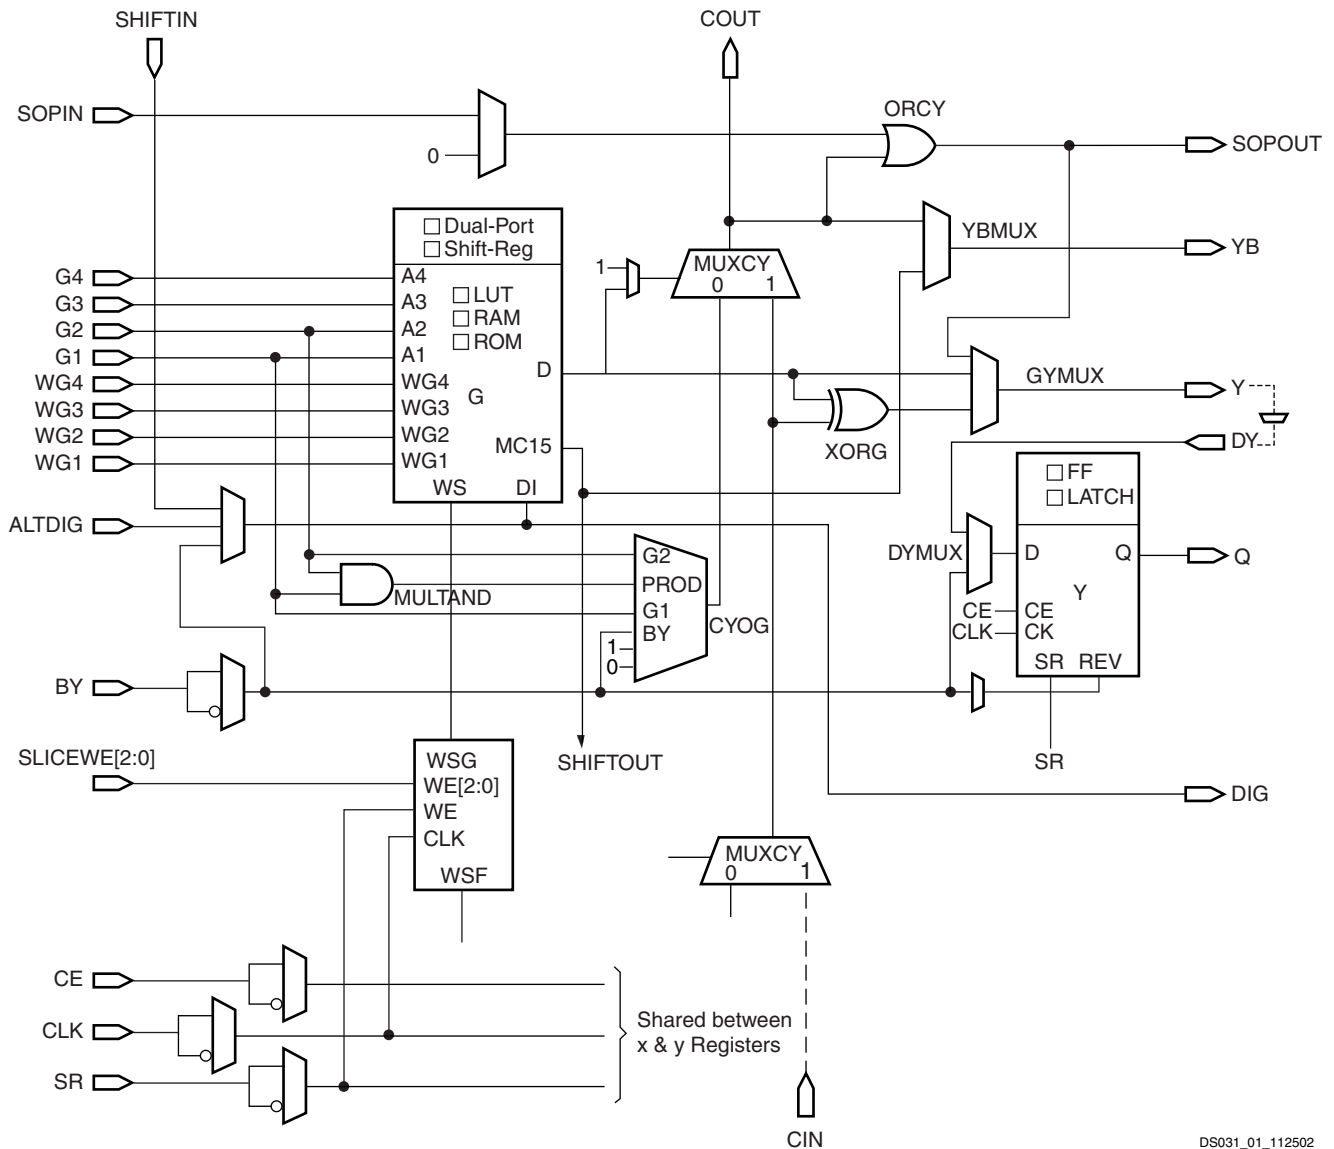 SHIFTIN
COUT
SOPIN
0
ORCY
SOPOUT
Dual-Port
Shift-Reg
YBMUX
YB
1
MUXCY
0 1
G4
G3
G2
G1
WG4
WG3
WG2
WG1
A4
A3
A2
A1
WG4
WG3
WG2
WG1
LUT
RAM
ROM
D
G
MC15
WS DI
GYMUX
Y
XORG
DY
FF
LATCH
ALTDIG
DYMUX
D Q
Y
CE
CLK
CE
CK
SR REV
Q
G2
PROD
G1
BY
1
0
CYOG
MULTAND
BY
SR
SHIFTOUT
SLICEWE[2:0]
WSG
WE[2:0]
WE
CLK
WSF
DIG
MUXCY
0 1
CE
CLK
SR
Shared between
x & y Registers
CIN
DS031_01_112502